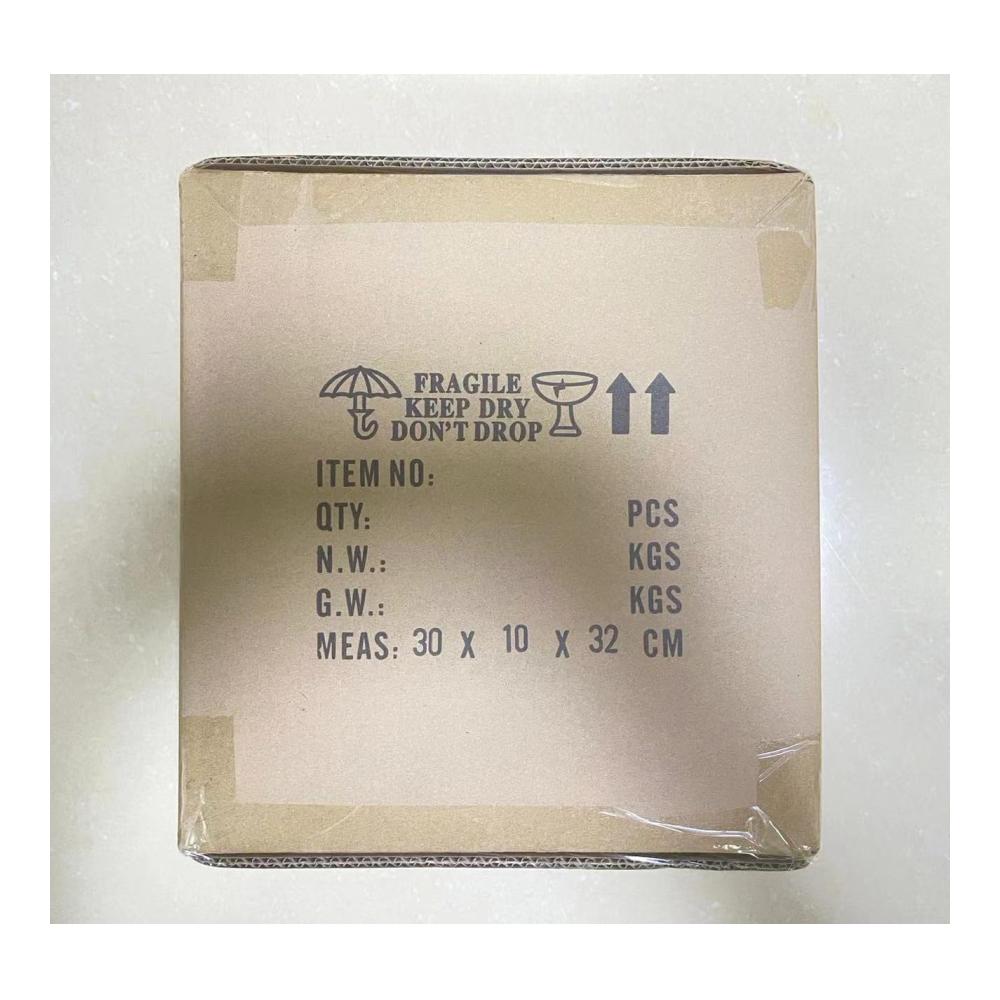 FRAGILE
KEEP DRY
DON'T DROP
ITEM NO:
QTY: PCS
N.W.: KGS
G.W.: KGS
MEAS: 30 X 10 X 32 CM